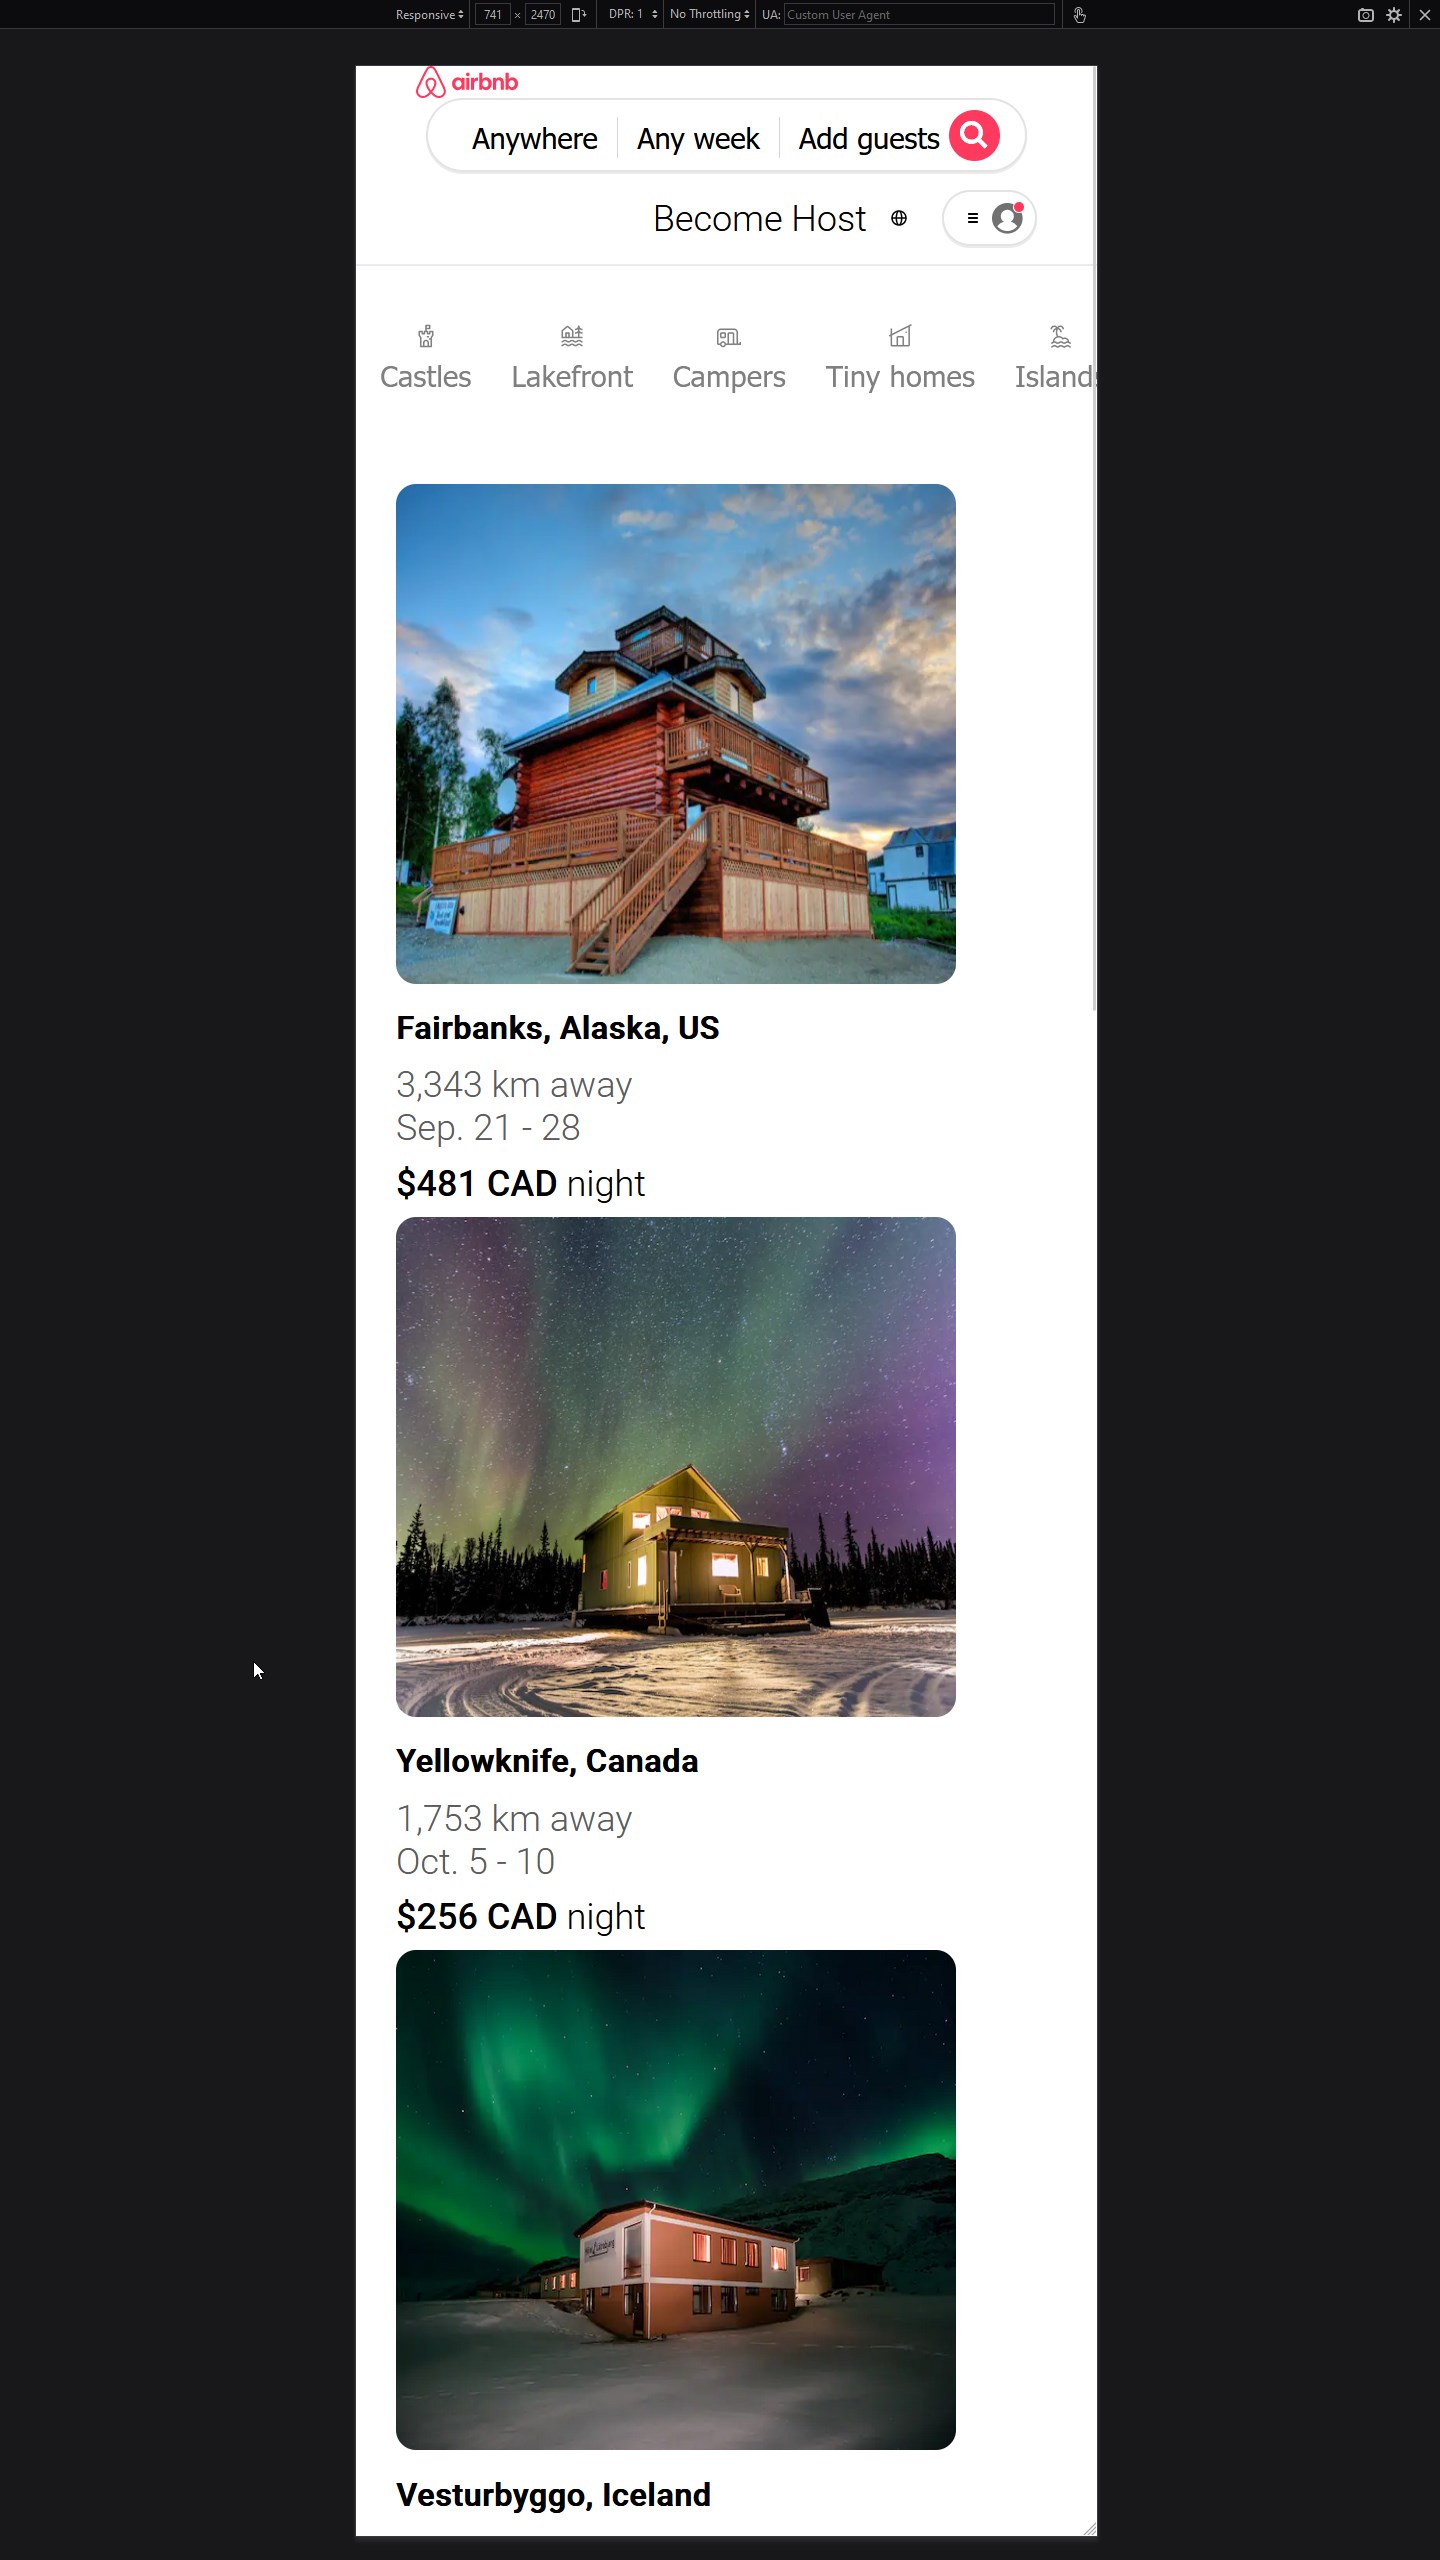 Responsive 741 × 2470 DPR: 1 No Throttling UA: Custom User Agent
airbnb
Anywhere Any week Add guests
Become Host
Castles Lakefront Campers Tiny homes Islands
Fairbanks, Alaska, US
3,343 km away
Sep. 21 - 28
$481 CAD night
Yellowknife, Canada
1,753 km away
Oct. 5 - 10
$256 CAD night
Vesturbyggo, Iceland